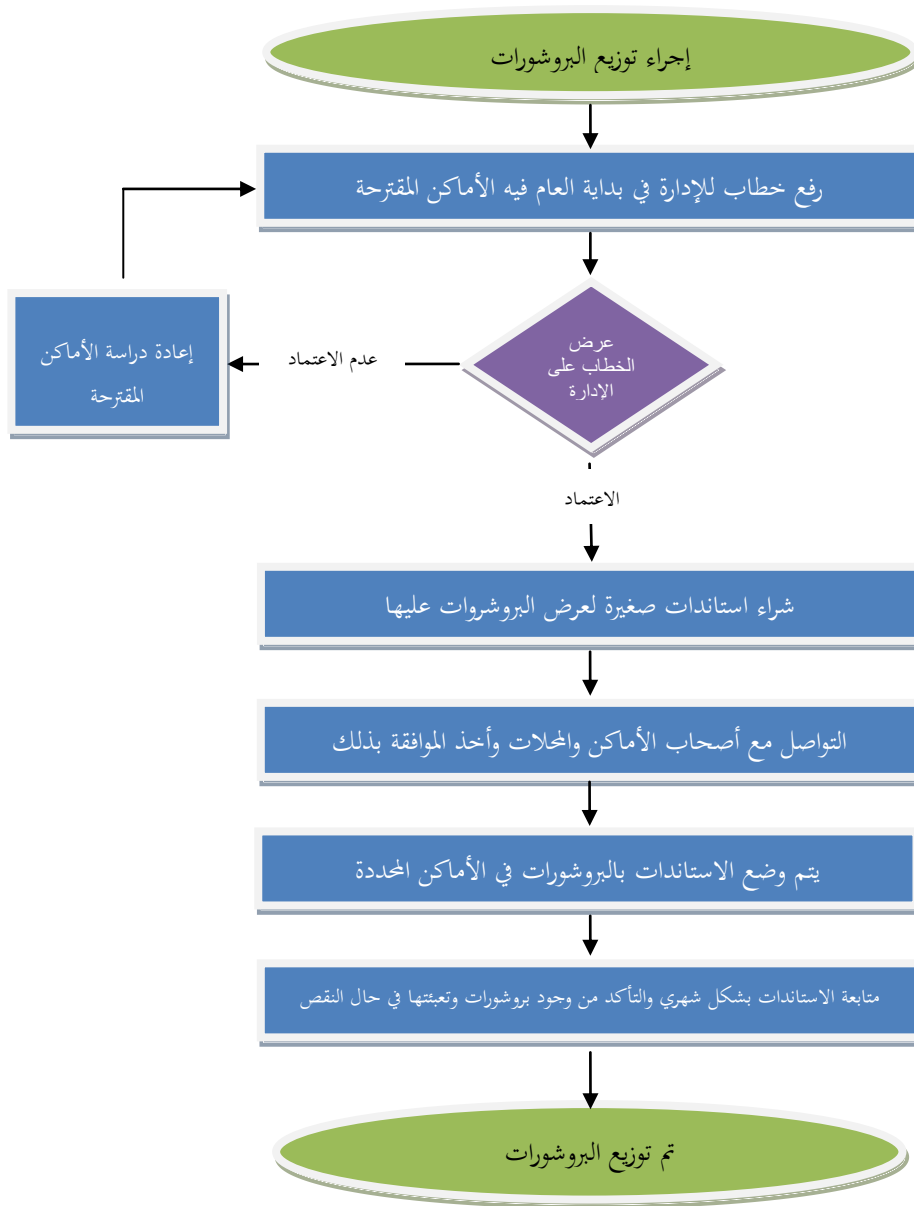 إجراء توزيع البروشورات
رفع خطاب للإدارة في بداية العام فيه الأماكن المقترحة
عرض
الخطاب على
الإدارة
عدم الاعتماد
إعادة دراسة الأماكن
المقترحة
الاعتماد
شراء استاندات صغيرة لعرض البروشروات عليها
التواصل مع أصحاب الأماكن والمحلات وأخذ الموافقة بذلك
يتم وضع الاستاندات بالبروشورات في الأماكن المحددة
متابعة الاستاندات بشكل شهري والتأكد من وجود بروشورات وتعبئتها في حال النقص
تم توزيع البروشورات